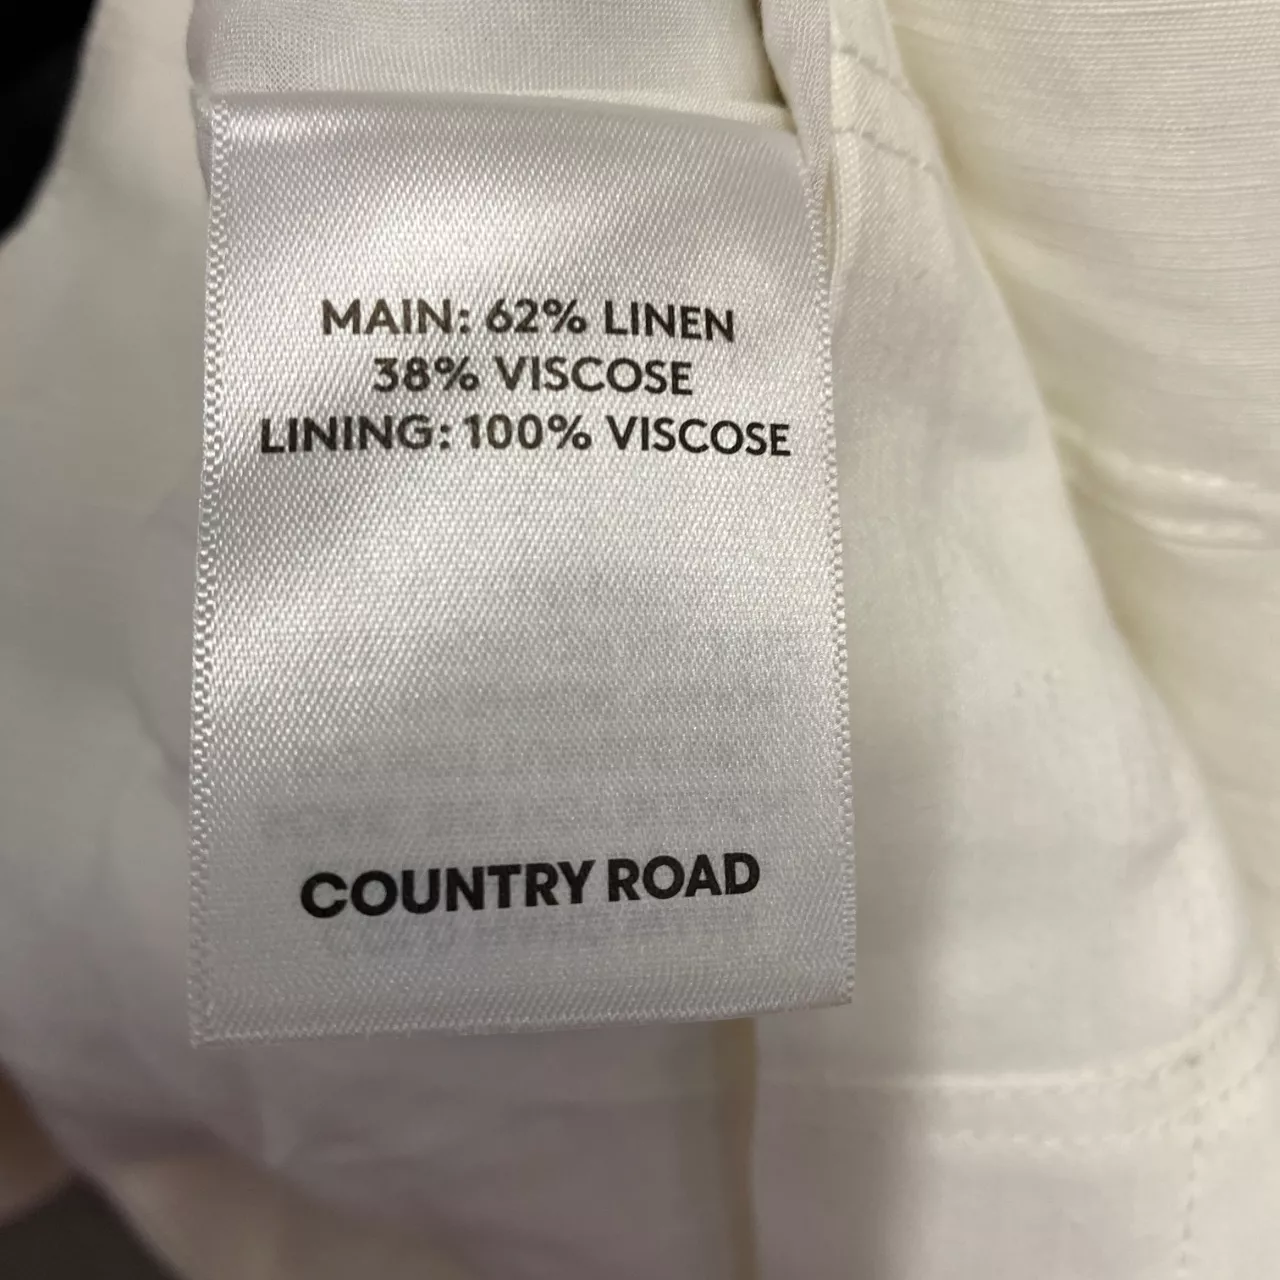 MAIN: 62% LINEN
38% VISCOSE
LINING: 100% VISCOSE
COUNTRY ROAD